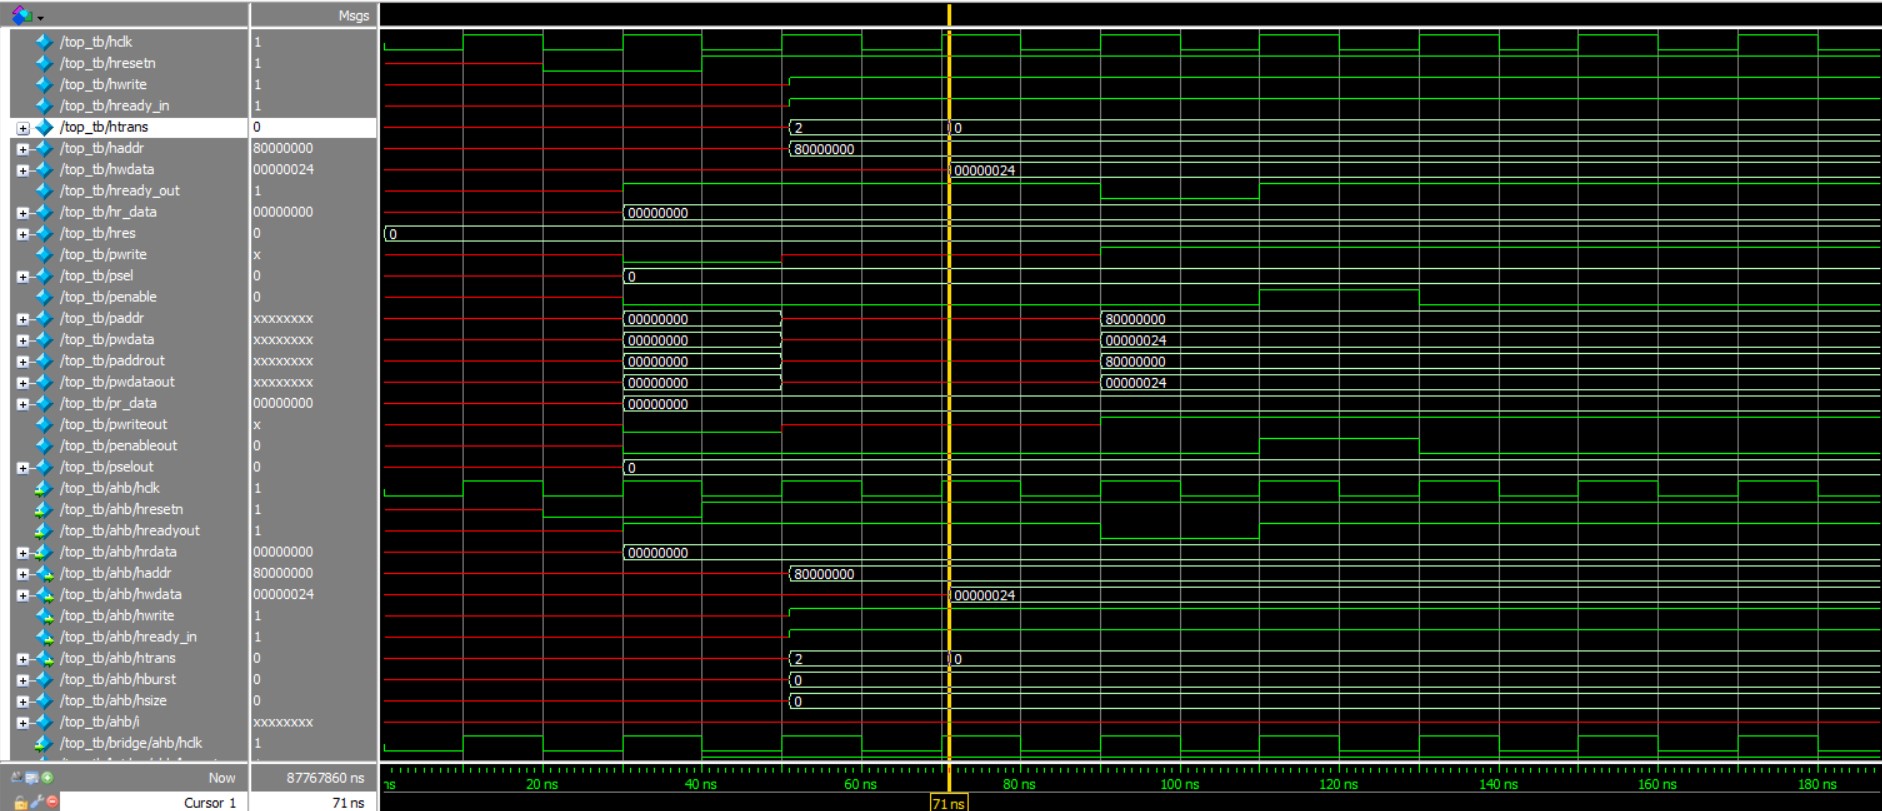 Msgs
/top_tb/hclk 1
/top_tb/hresetn 1
/top_tb/hwrite 1
/top_tb/hready_in 1
/top_tb/htrans 0 2 0
/top_tb/haddr 80000000 80000000
/top_tb/hwdata 00000024 00000024
/top_tb/hready_out 1
/top_tb/hr_data 00000000 00000000
/top_tb/hres 0 0
/top_tb/pwrite x
/top_tb/psel 0 0
/top_tb/penable 0
/top_tb/paddr xxxxxxxx 00000000 80000000
/top_tb/pwdata xxxxxxxx 00000000 00000024
/top_tb/paddrout xxxxxxxx 00000000 80000000
/top_tb/pwdataout xxxxxxxx 00000000 00000024
/top_tb/pr_data 00000000 00000000
/top_tb/pwriteout x
/top_tb/penableout 0
/top_tb/pselout 0 0
/top_tb/ahb/hclk 1
/top_tb/ahb/hresetn 1
/top_tb/ahb/hreadyout 1
/top_tb/ahb/hrdata 00000000 00000000
/top_tb/ahb/haddr 80000000 80000000
/top_tb/ahb/hwdata 00000024 00000024
/top_tb/ahb/hwrite 1
/top_tb/ahb/hready_in 1
/top_tb/ahb/htrans 0 2 0
/top_tb/ahb/hburst 0 0
/top_tb/ahb/hsize 0 0
/top_tb/ahb/i xxxxxxxx
/top_tb/bridge/ahb/hclk 1
Now 87767860 ns ns 20 ns 40 ns 60 ns 80 ns 100 ns 120 ns 140 ns 160 ns 180 ns
Cursor 1 71 ns 71 ns